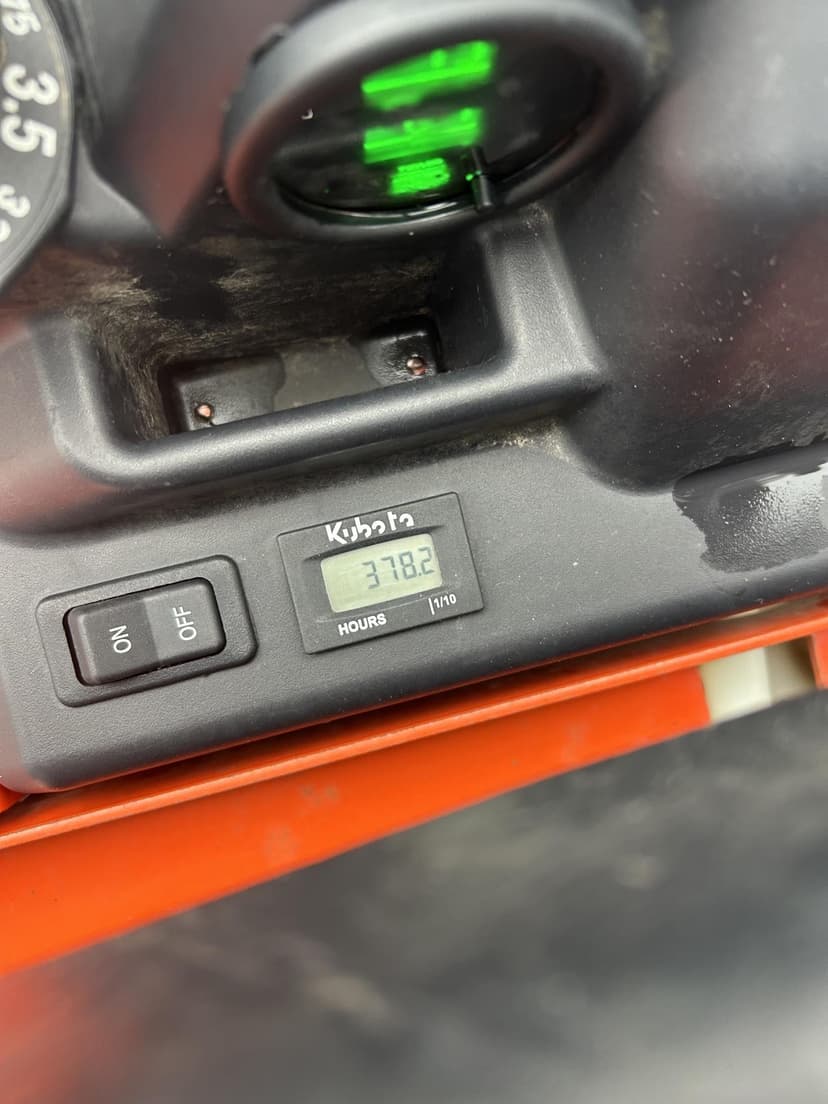 3.5
Kubota
378.2
HOURS
1/10
ON
OFF